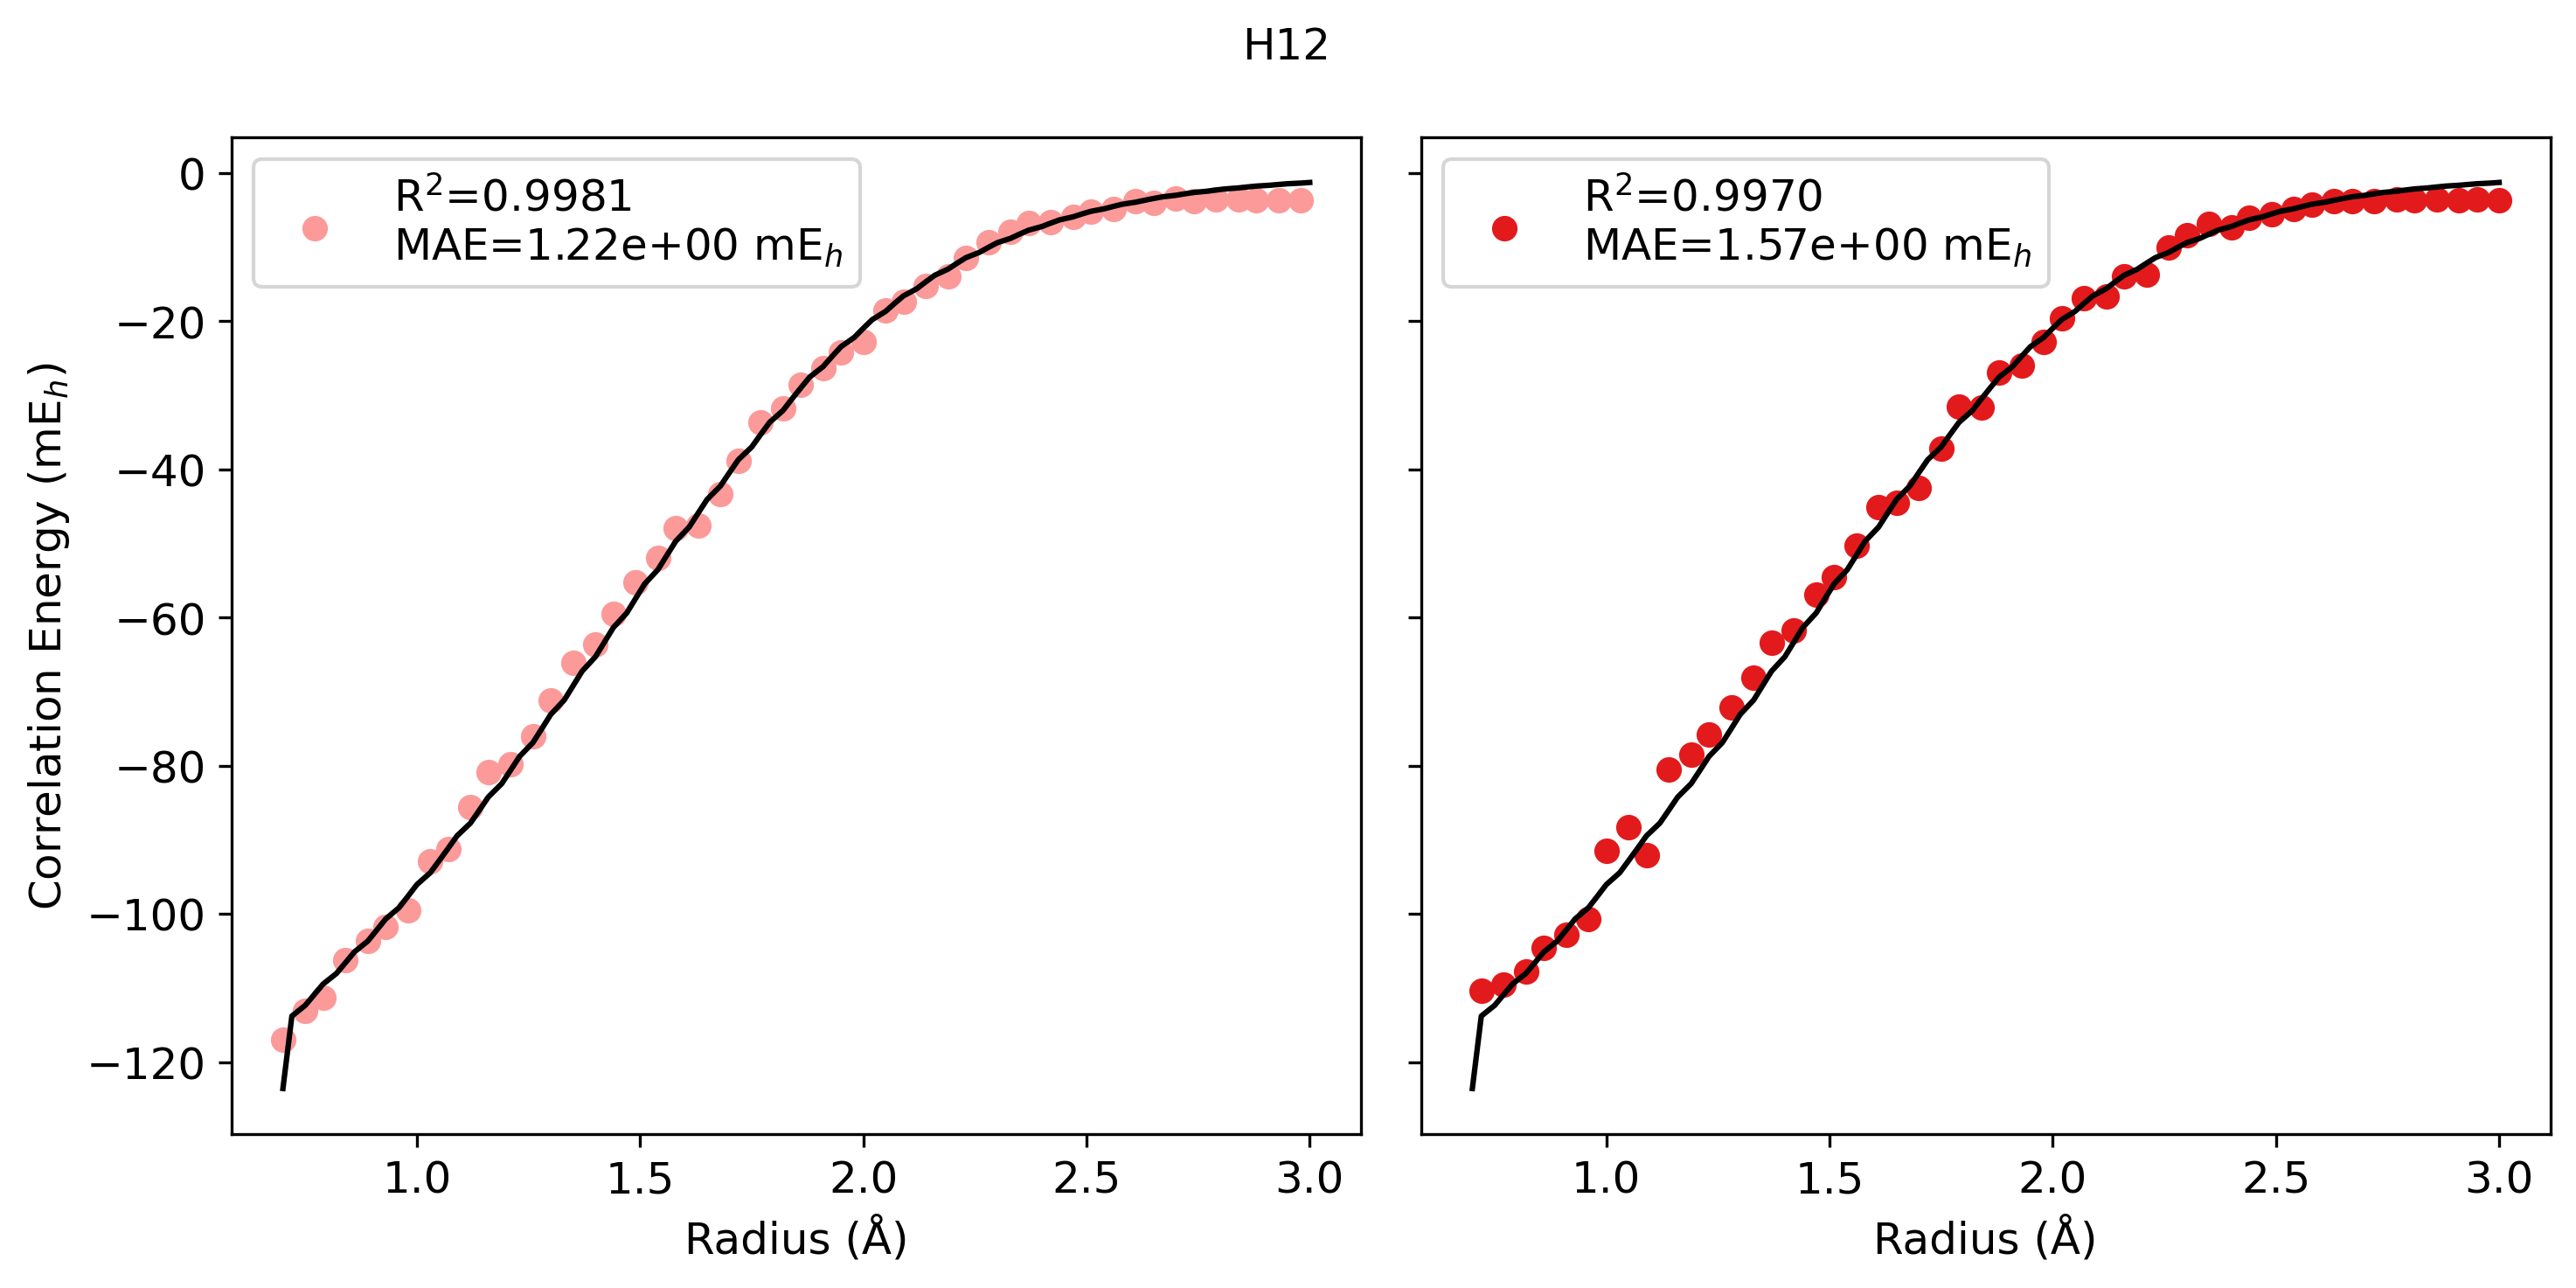 H12
R²=0.9981
MAE=1.22e+00 mEₕ
R²=0.9970
MAE=1.57e+00 mEₕ
Correlation Energy (mEₕ)
0
−20
−40
−60
−80
−100
−120
1.0 1.5 2.0 2.5 3.0
Radius (Å)
1.0 1.5 2.0 2.5 3.0
Radius (Å)